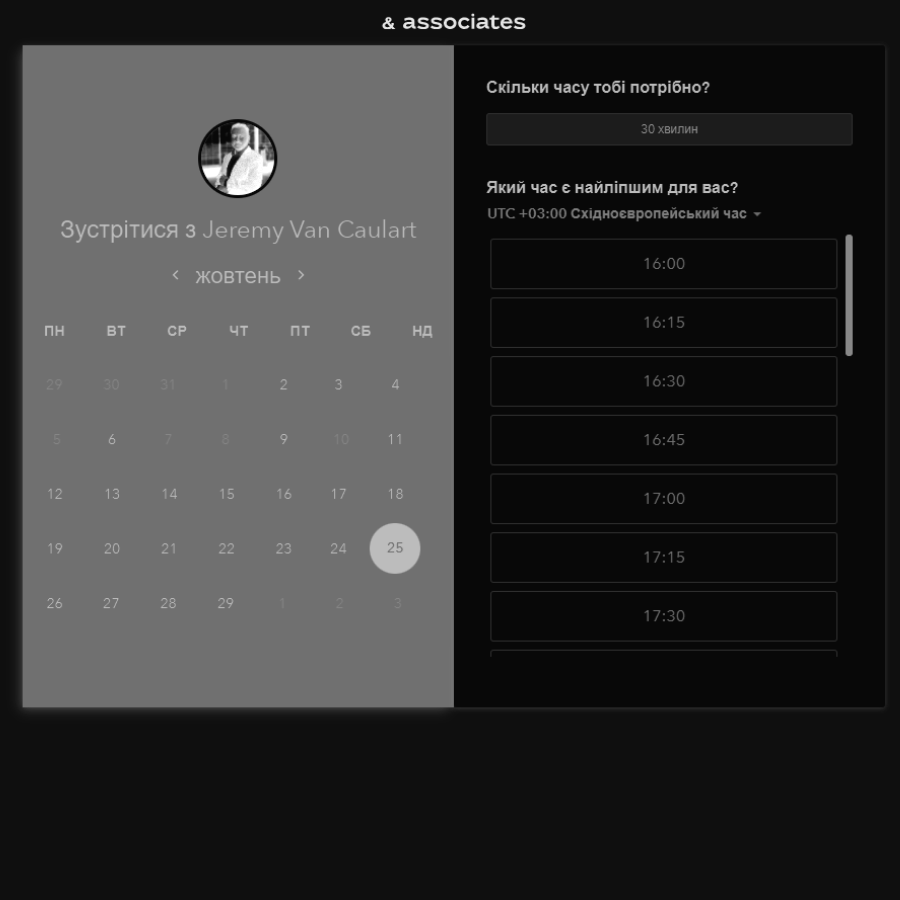 & associates
Зустрітися з Jeremy Van Caulart
жовтень
ПН ВТ СР ЧТ ПТ СБ НД
29 30 31 1 2 3 4
5 6 7 8 9 10 11
12 13 14 15 16 17 18
19 20 21 22 23 24 25
26 27 28 29 1 2 3
Скільки часу тобі потрібно?
30 хвилин
Який час є найліпшим для вас?
UTC +03:00 Східноєвропейський час
16:00
16:15
16:30
16:45
17:00
17:15
17:30